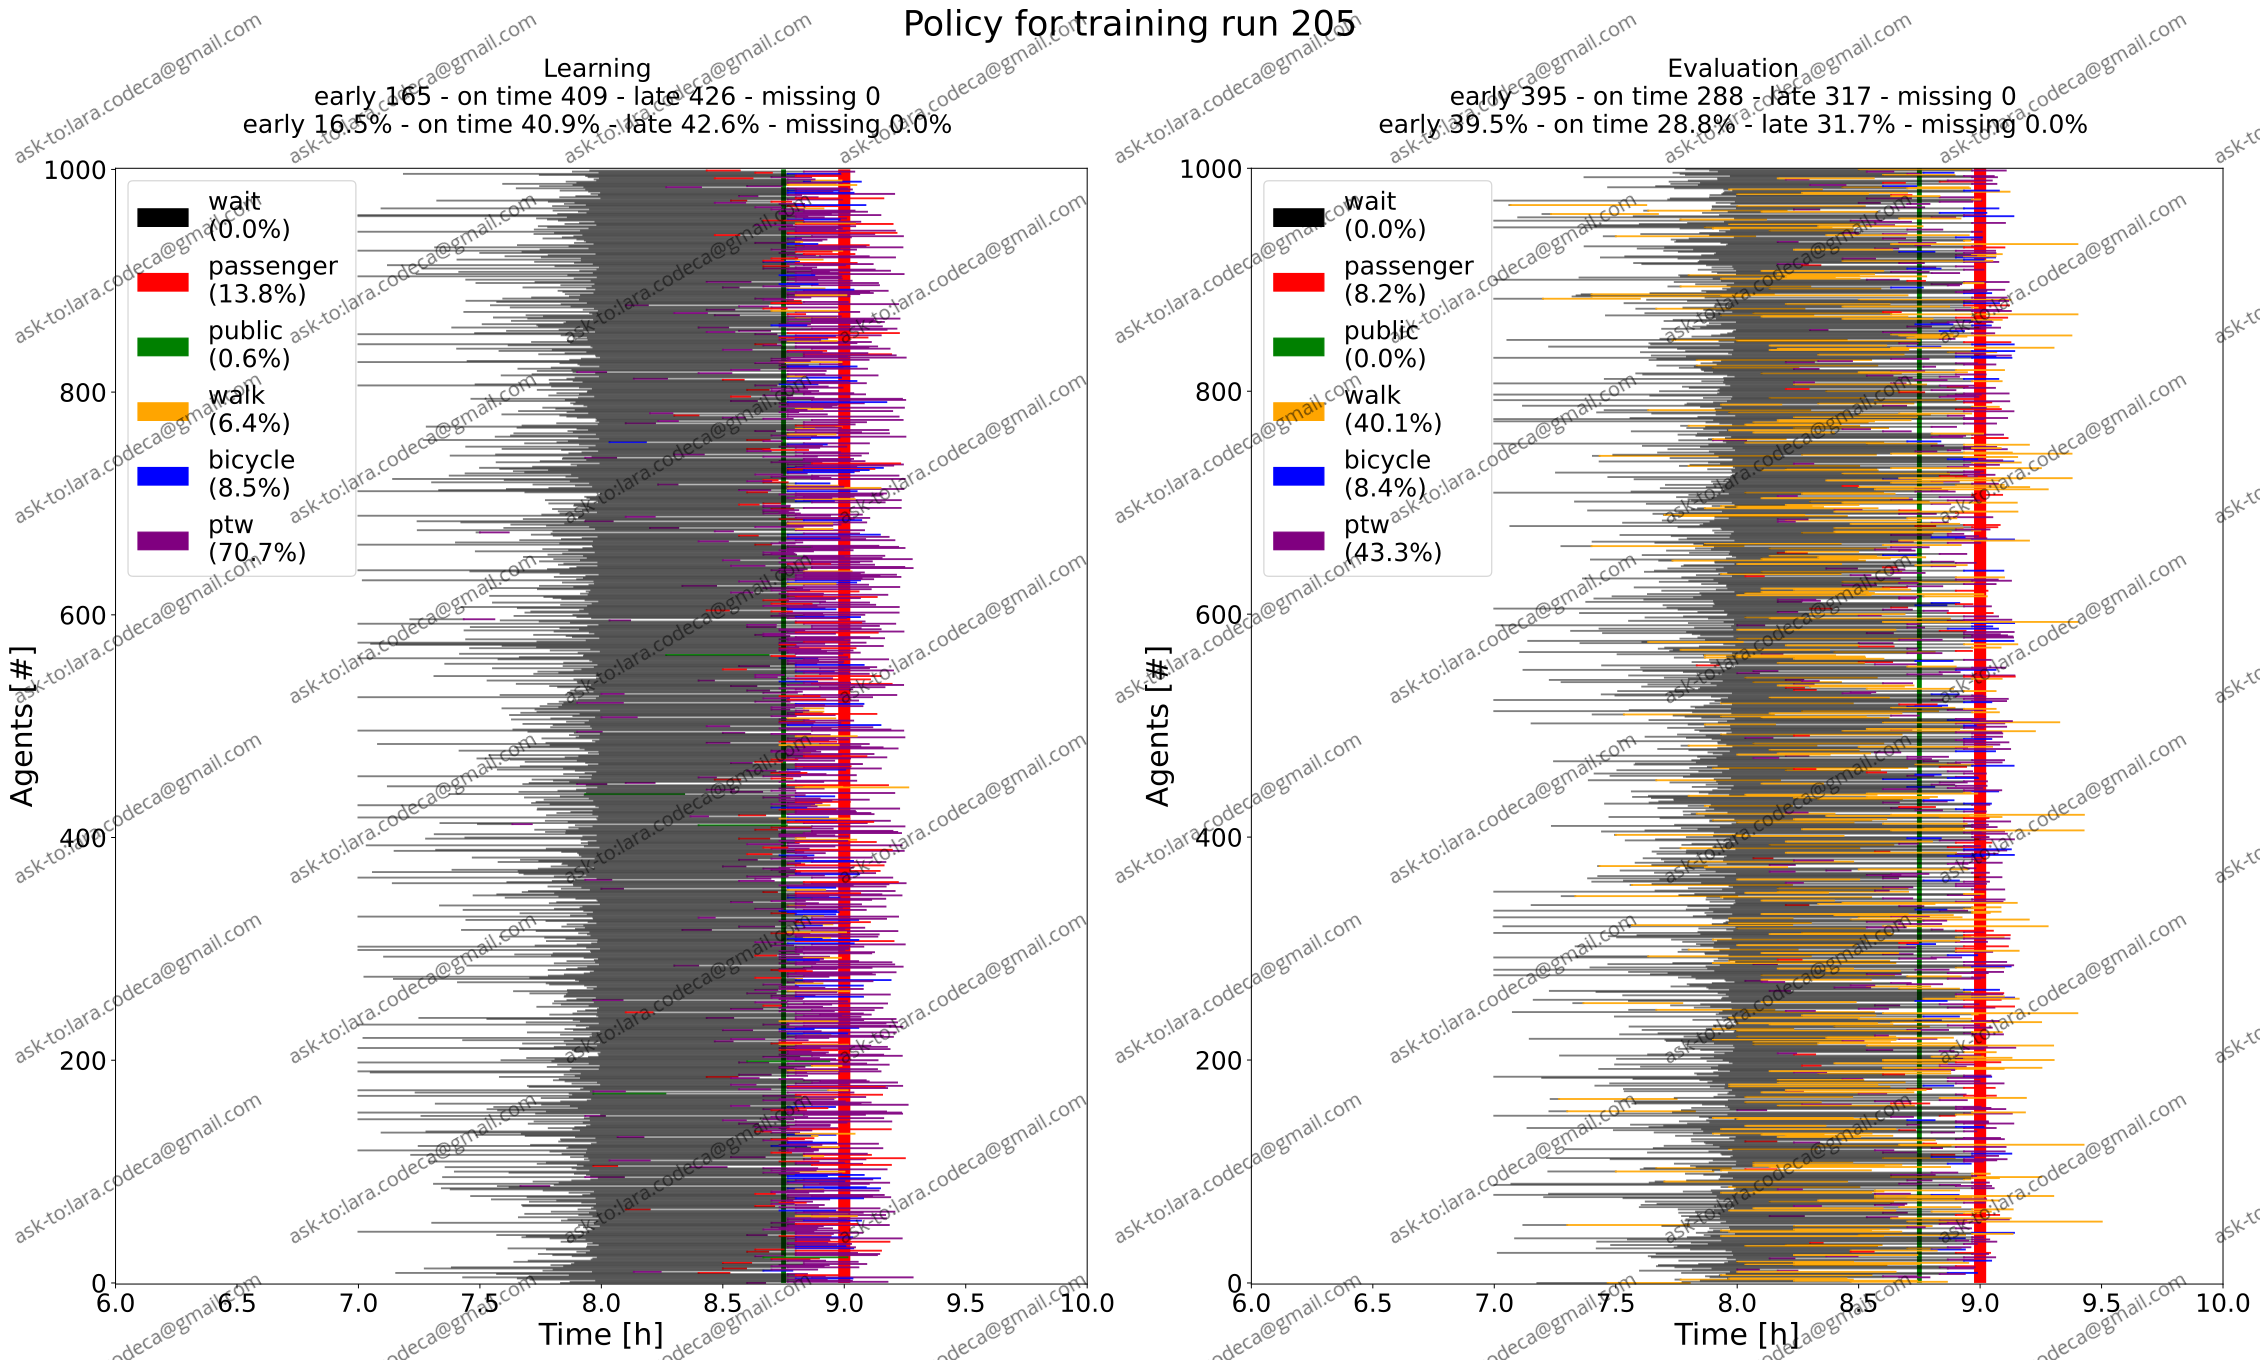 Policy for training run 205
Learning
early 165 - on time 409 - late 426 - missing 0
early 16.5% - on time 40.9% - late 42.6% - missing 0.0%
1000
800
600
400
200
0
Agents [#]
wait
(0.0%)
passenger
(13.8%)
public
(0.6%)
walk
(6.4%)
bicycle
(8.5%)
ptw
(70.7%)
6.0 6.5 7.0 7.5 8.0 8.5 9.0 9.5 10.0
Time [h]
Evaluation
early 395 - on time 288 - late 317 - missing 0
early 39.5% - on time 28.8% - late 31.7% - missing 0.0%
1000
800
600
400
200
0
Agents [#]
wait
(0.0%)
passenger
(8.2%)
public
(0.0%)
walk
(40.1%)
bicycle
(8.4%)
ptw
(43.3%)
6.0 6.5 7.0 7.5 8.0 8.5 9.0 9.5 10.0
Time [h]
ask-to:lara.codeca@gmail.com